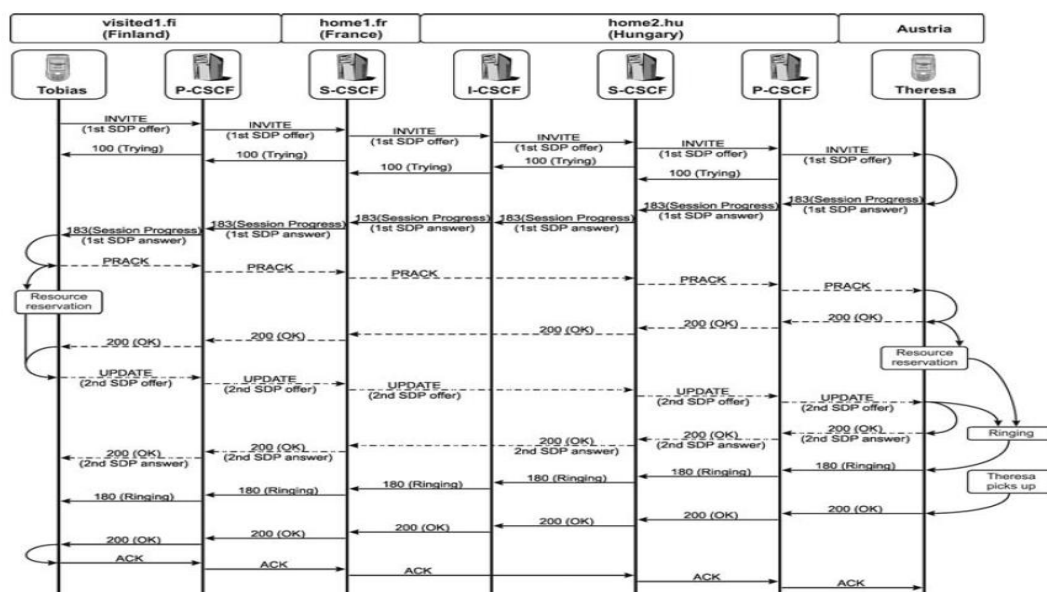 visited1.fi
(Finland)
home1.fr
(France)
home2.hu
(Hungary)
Austria
Tobias
P-CSCF
S-CSCF
I-CSCF
S-CSCF
P-CSCF
Theresa
INVITE
(1st SDP offer)
INVITE
(1st SDP offer)
INVITE
(1st SDP offer)
INVITE
(1st SDP offer)
INVITE
(1st SDP offer)
INVITE
(1st SDP offer)
100 (Trying)
100 (Trying)
100 (Trying)
100 (Trying)
100 (Trying)
183(Session Progress)
(1st SDP answer)
183(Session Progress)
(1st SDP answer)
183(Session Progress)
(1st SDP answer)
183(Session Progress)
(1st SDP answer)
183(Session Progress)
(1st SDP answer)
183(Session Progress)
(1st SDP answer)
PRACK
PRACK
PRACK
PRACK
PRACK
Resource
reservation
200 (OK)
200 (OK)
200 (OK)
200 (OK)
200 (OK)
200 (OK)
Resource
reservation
UPDATE
(2nd SDP offer)
UPDATE
(2nd SDP offer)
UPDATE
(2nd SDP offer)
UPDATE
(2nd SDP offer)
UPDATE
(2nd SDP offer)
200 (OK)
(2nd SDP answer)
200 (OK)
(2nd SDP answer)
200 (OK)
(2nd SDP answer)
200 (OK)
(2nd SDP answer)
200 (OK)
(2nd SDP answer)
Ringing
180 (Ringing)
180 (Ringing)
180 (Ringing)
180 (Ringing)
180 (Ringing)
180 (Ringing)
Theresa
picks up
200 (OK)
200 (OK)
200 (OK)
200 (OK)
200 (OK)
200 (OK)
ACK
ACK
ACK
ACK
ACK